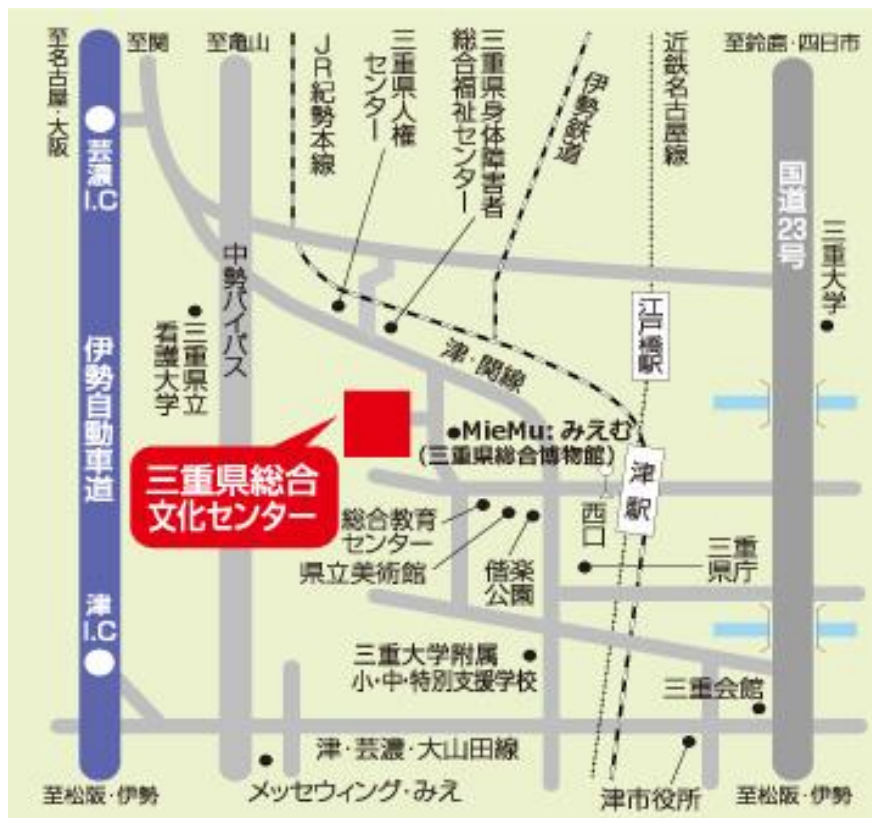 至名古屋・大阪
至関
至亀山
JR紀勢本線
三重県人権
センター
三重県身体障害者
総合福祉センター
伊勢鉄道
近鉄名古屋線
至鈴鹿・四日市
芸濃I.C
中勢バイパス
国道23号
三重大学
江戸橋駅
三重県立
看護大学
津・関線
伊勢自動車道
MieMu:みえむ
(三重県総合博物館)
三重県総合
文化センター
津駅
西口
総合教育
センター
県立美術館
偕楽
公園
三重
県庁
津I.C
三重大学附属
小・中・特別支援学校
三重会館
津・芸濃・大山田線
至松阪・伊勢
メッセウィング・みえ
津市役所
至松阪・伊勢